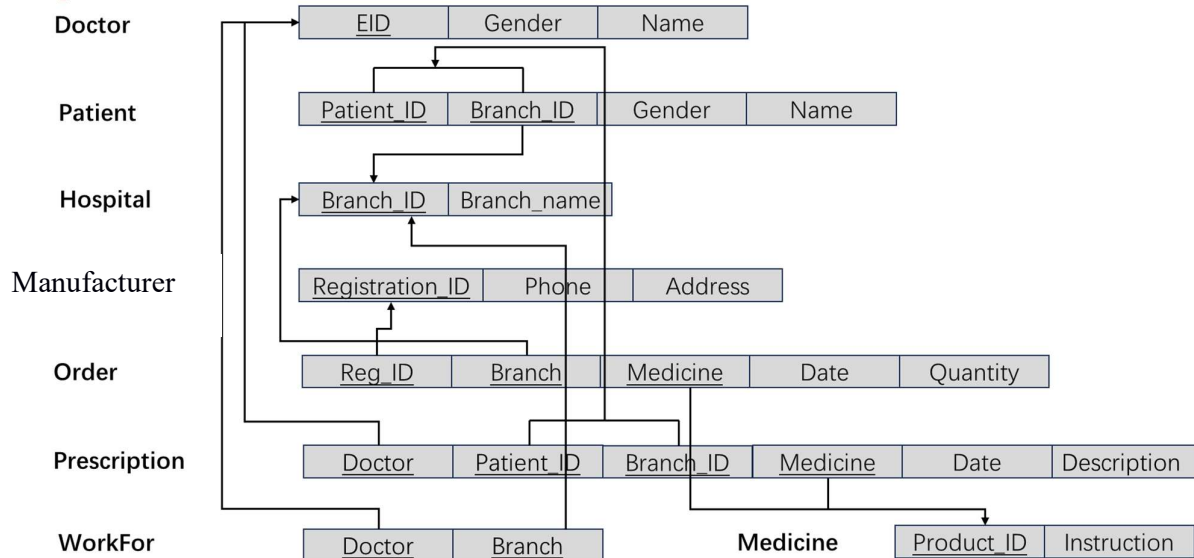 Doctor EID Gender Name
Patient Patient_ID Branch_ID Gender Name
Hospital Branch_ID Branch_name
Manufacturer Registration_ID Phone Address
Order Reg_ID Branch Medicine Date Quantity
Prescription Doctor Patient_ID Branch_ID Medicine Date Description
WorkFor Doctor Branch Medicine Product_ID Instruction